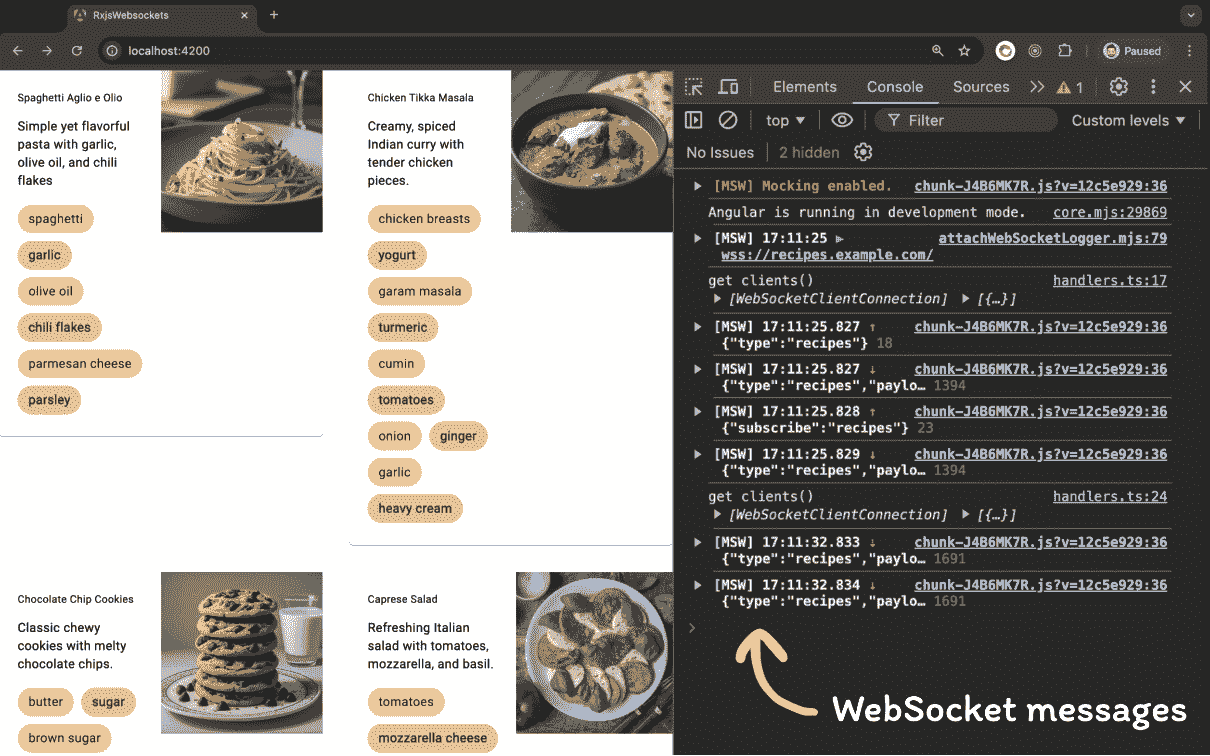 RxjsWebsockets
localhost:4200
Paused
Spaghetti Aglio e Olio
Simple yet flavorful
pasta with garlic,
olive oil, and chili
flakes
spaghetti
garlic
olive oil
chili flakes
parmesan cheese
parsley
Chicken Tikka Masala
Creamy, spiced
Indian curry with
tender chicken
pieces.
chicken breasts
yogurt
garam masala
turmeric
cumin
tomatoes
onion ginger
garlic
heavy cream
Chocolate Chip Cookies
Classic chewy
cookies with melty
chocolate chips.
butter sugar
brown sugar
Caprese Salad
Refreshing Italian
salad with tomatoes,
mozzarella, and basil.
tomatoes
mozzarella cheese
Elements Console Sources 1
top Filter Custom levels
No Issues 2 hidden
[MSW] Mocking enabled. chunk-J4B6MK7R.js?v=12c5e929:36
Angular is running in development mode. core.mjs:29869
[MSW] 17:11:25 attachWebSocketLogger.mjs:79
wss://recipes.example.com/
get clients() handlers.ts:17
[WebSocketClientConnection] [{…}]
[MSW] 17:11:25.827 ↑ chunk-J4B6MK7R.js?v=12c5e929:36
{"type":"recipes"} 18
[MSW] 17:11:25.827 ↓ chunk-J4B6MK7R.js?v=12c5e929:36
{"type":"recipes","paylo… 1394
[MSW] 17:11:25.828 ↑ chunk-J4B6MK7R.js?v=12c5e929:36
{"subscribe":"recipes"} 23
[MSW] 17:11:25.829 ↓ chunk-J4B6MK7R.js?v=12c5e929:36
{"type":"recipes","paylo… 1394
get clients() handlers.ts:24
[WebSocketClientConnection] [{…}]
[MSW] 17:11:32.833 ↓ chunk-J4B6MK7R.js?v=12c5e929:36
{"type":"recipes","paylo… 1691
[MSW] 17:11:32.834 ↓ chunk-J4B6MK7R.js?v=12c5e929:36
{"type":"recipes","paylo… 1691
WebSocket messages